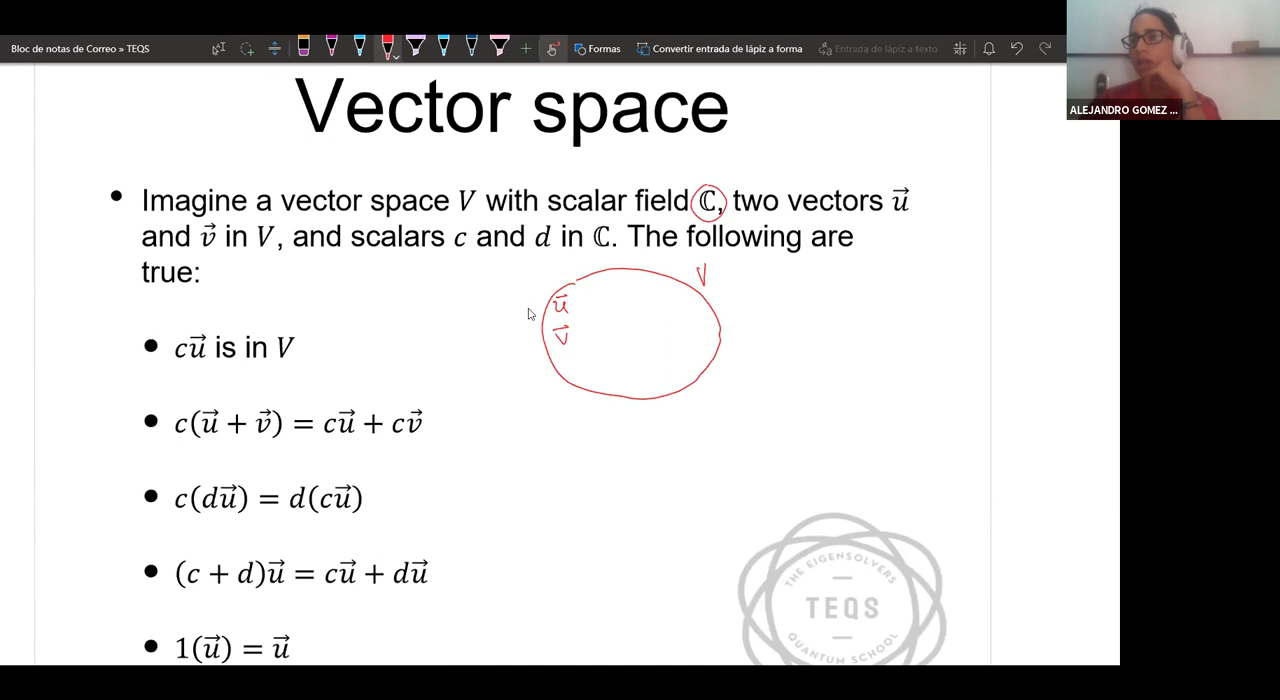 Bloc de notas de Correo » TEQS
Formas
Convertir entrada de lápiz a forma
Entrada de lápiz a texto
ALEJANDRO GOMEZ ...
Vector space
• Imagine a vector space V with scalar field ℂ, two vectors u⃗
and v⃗ in V, and scalars c and d in ℂ. The following are
true:
V
u⃗
v⃗
• cu⃗ is in V
• c(u⃗ + v⃗) = cu⃗ + cv⃗
• c(du⃗) = d(cu⃗)
• (c + d)u⃗ = cu⃗ + du⃗
• 1(u⃗) = u⃗
THE EIGENSOLVERS
TEQS
QUANTUM SCHOOL